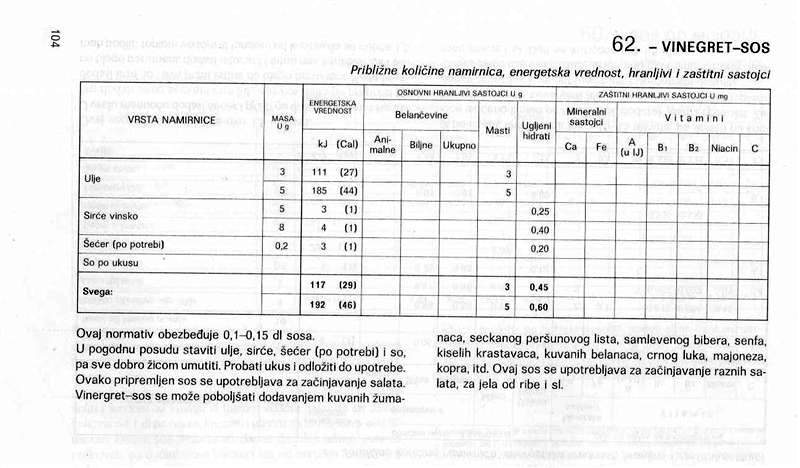 104
62. – VINEGRET–SOS
Približne količine namirnica, energetska vrednost, hranljivi i zaštitni sastojci
VRSTA NAMIRNICE MASA U g ENERGETSKA VREDNOST OSNOVNI HRANLJIVI SASTOJCI U g ZAŠTITNI HRANLJIVI SASTOJCI U mg
Belančevine Masti Ugljeni hidrati Mineralni sastojci Vitamini
kJ (Cal) Ani-malne Biljne Ukupno Ca Fe A (u IJ) B1 B2 Niacin C
Ulje 3 111 (27) 3
5 185 (44) 5
Sirće vinsko 5 3 (1) 0,25
8 4 (1) 0,40
Šećer (po potrebi) 0,2 3 (1) 0,20
So po ukusu
Svega: 117 (29) 3 0,45
192 (46) 5 0,60
Ovaj normativ obezbeđuje 0,1–0,15 dl sosa.
U pogodnu posudu staviti ulje, sirće, šećer (po potrebi) i so,
pa sve dobro žicom umutiti. Probati ukus i odložiti do upotrebe.
Ovako pripremljen sos se upotrebljava za začinjavanje salata.
Vinegret–sos se može poboljšati dodavanjem kuvanih žuma-
naca, seckanog peršunovog lista, samlevenog bibera, senfa,
kiselih krastavaca, kuvanih belanaca, crnog luka, majoneza,
kopra, itd. Ovaj sos se upotrebljava za začinjavanje raznih sa-
lata, za jela od ribe i sl.